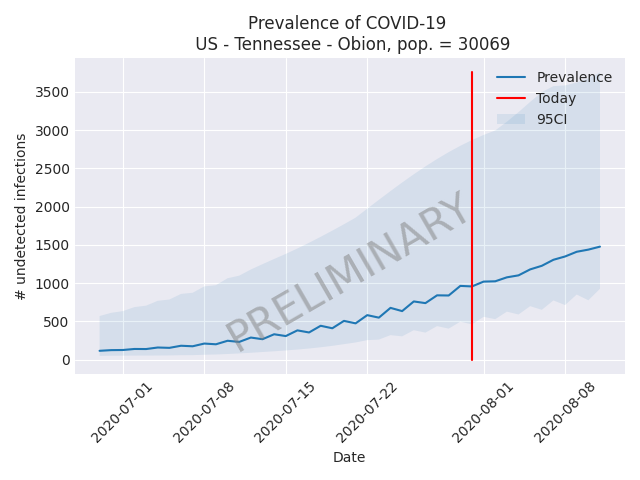 Prevalence of COVID-19
US - Tennessee - Obion, pop. = 30069
Prevalence
Today
95CI
3500
3000
2500
2000
1500
1000
500
0
# undetected infections
PRELIMINARY
2020-07-01
2020-07-08
2020-07-15
2020-07-22
2020-08-01
2020-08-08
Date